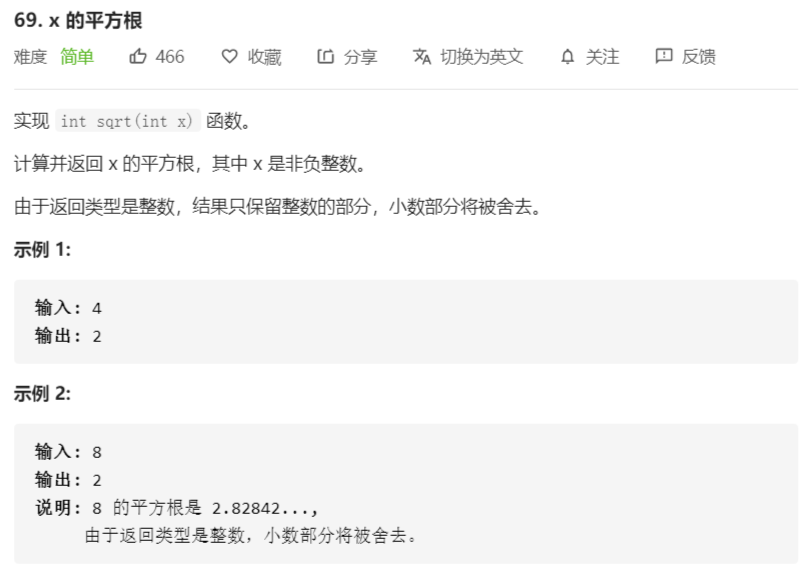 69. x 的平方根
难度 简单 466 收藏 分享 切换为英文 关注 反馈
实现 int sqrt(int x) 函数。
计算并返回 x 的平方根，其中 x 是非负整数。
由于返回类型是整数，结果只保留整数的部分，小数部分将被舍去。
示例 1:
输入: 4
输出: 2
示例 2:
输入: 8
输出: 2
说明: 8 的平方根是 2.82842...,
由于返回类型是整数，小数部分将被舍去。